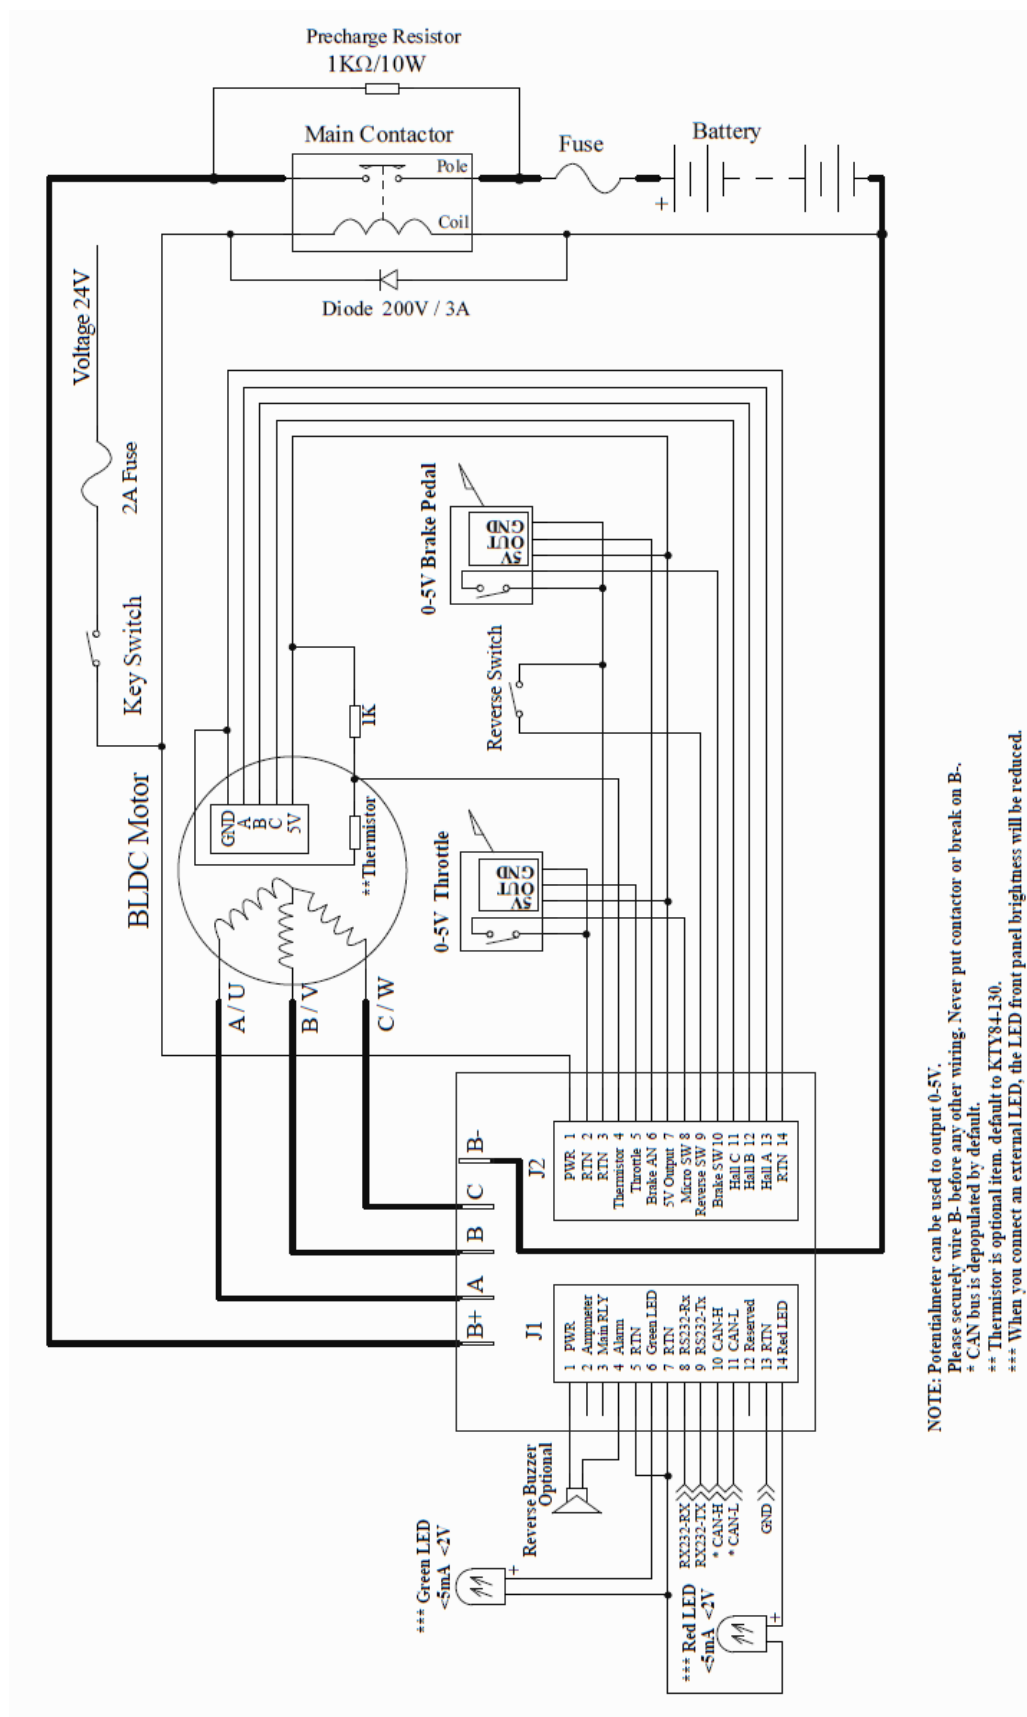 Precharge Resistor
1KΩ/10W
Main Contactor
Pole
Coil
Fuse
Battery
+
Diode 200V / 3A
Voltage 24V
2A Fuse
Key Switch
BLDC Motor
GND
A
B
C
5V
1K
**Thermistor
A / U
B / V
C / W
0-5V Brake Pedal
GND
OUT
5V
Reverse Switch
0-5V Throttle
GND
OUT
5V
B+
A
B
C
B-
J2
PWR 1
RTN 2
RTN 3
Thermistor 4
Throttle 5
Brake AN 6
5V Output 7
Micro SW 8
Reverse SW 9
Brake SW 10
Hall C 11
Hall B 12
Hall A 13
RTN 14
J1
1 PWR
2 Ampmeter
3 Main RLY
4 Alarm
5 RTN
6 Green LED
7 RTN
8 RS232-Rx
9 RS232-Tx
10 CAN-H
11 CAN-L
12 Reserved
13 RTN
14 Red LED
Reverse Buzzer
Optional
*** Green LED
<5mA <2V
+
RX232-RX
RX232-TX
* CAN-H
* CAN-L
GND
*** Red LED
<5mA <2V
+
NOTE: Potentialmeter can be used to output 0-5V.
Please securely wire B- before any other wiring. Never put contactor or break on B-.
* CAN bus is depopulated by default.
** Thermistor is optional item. default to KTY84-130.
*** When you connect an external LED, the LED front panel brightness will be reduced.